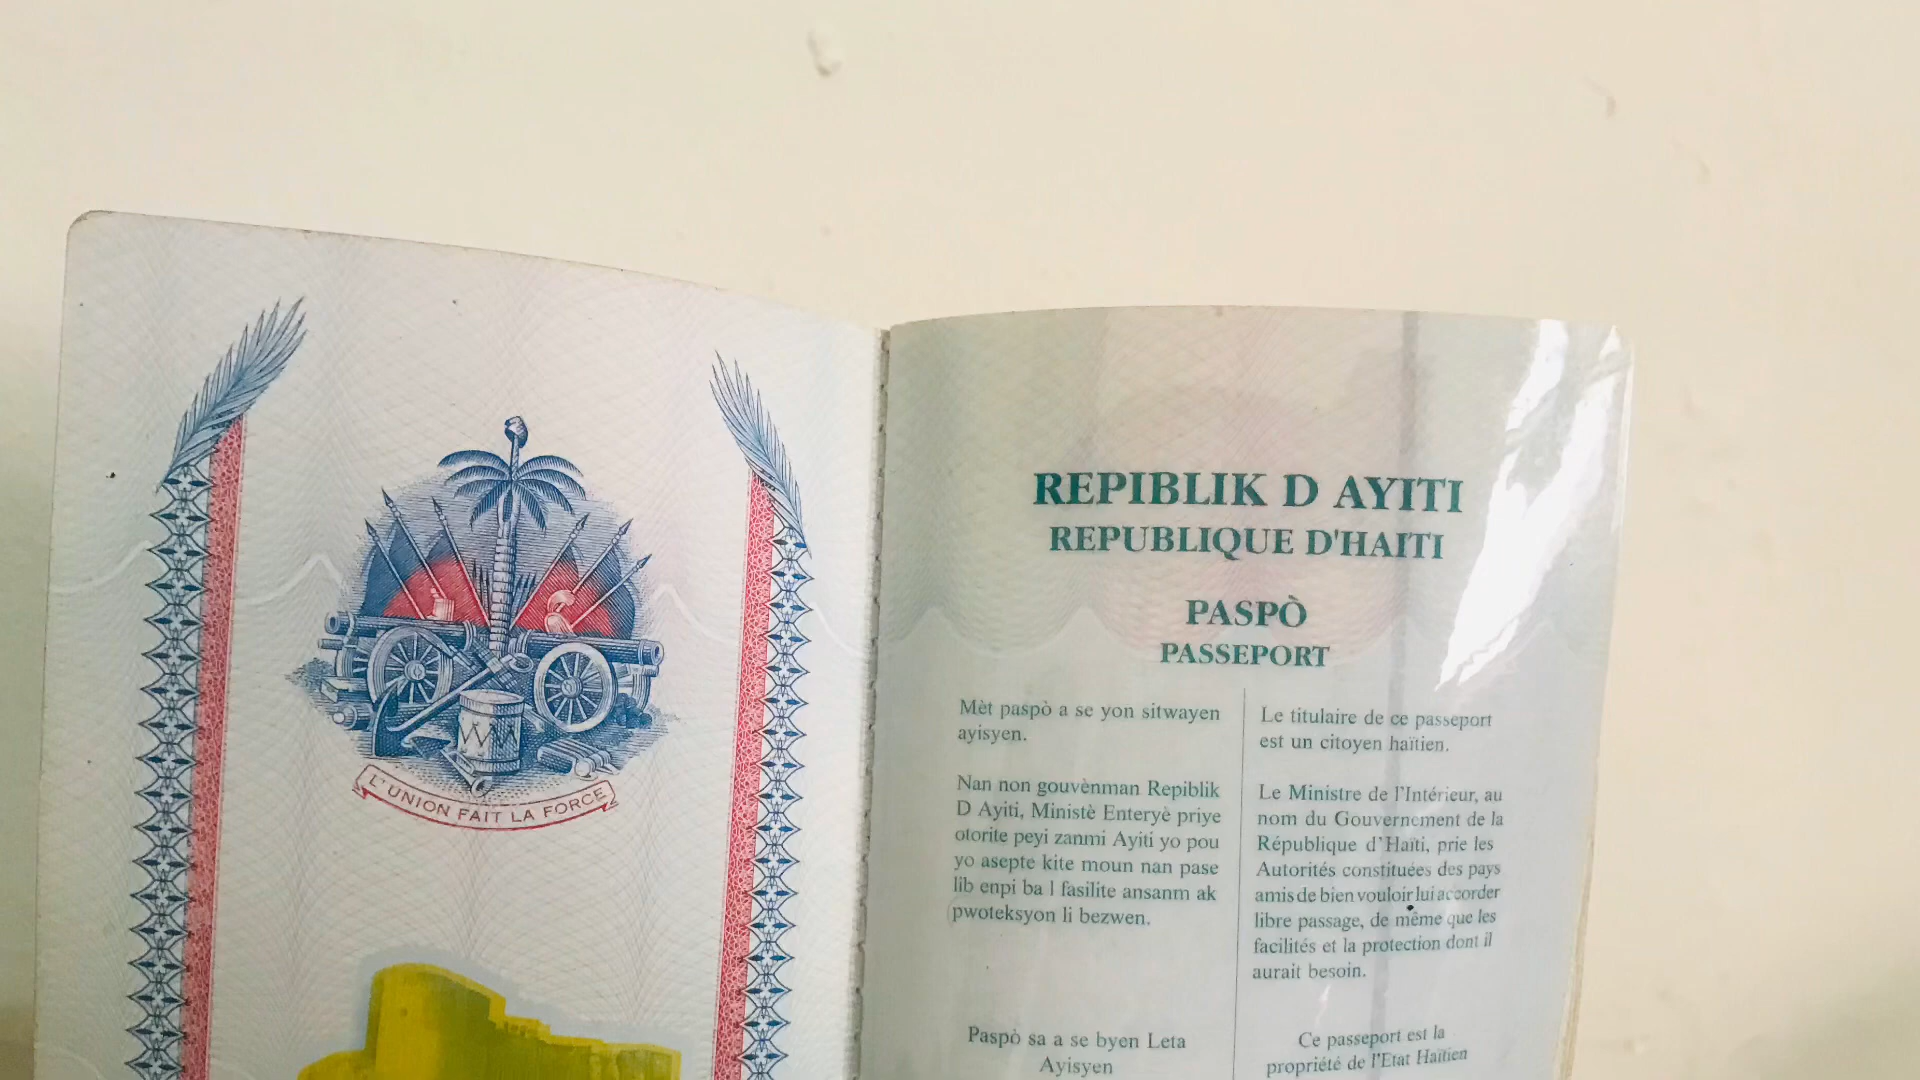 L'UNION FAIT LA FORCE
REPIBLIK D AYITI
REPUBLIQUE D'HAITI
PASPÒ
PASSEPORT
Mèt paspò a se yon sitwayen
ayisyen.
Nan non gouvènman Repiblik
D Ayiti, Ministè Enteryè priye
otorite peyi zanmi Ayiti yo pou
yo asepte kite moun nan pase
lib enpi ba l fasilite ansanm ak
pwoteksyon li bezwen.
Paspò sa a se byen Leta
Ayisyen
Le titulaire de ce passeport
est un citoyen haïtien.
Le Ministre de l'Intérieur, au
nom du Gouvernement de la
République d'Haïti, prie les
Autorités constituées des pays
amis de bien vouloir lui accorder
libre passage, de même que les
facilités et la protection dont il
aurait besoin.
Ce passeport est la
propriété de l'Etat Haïtien